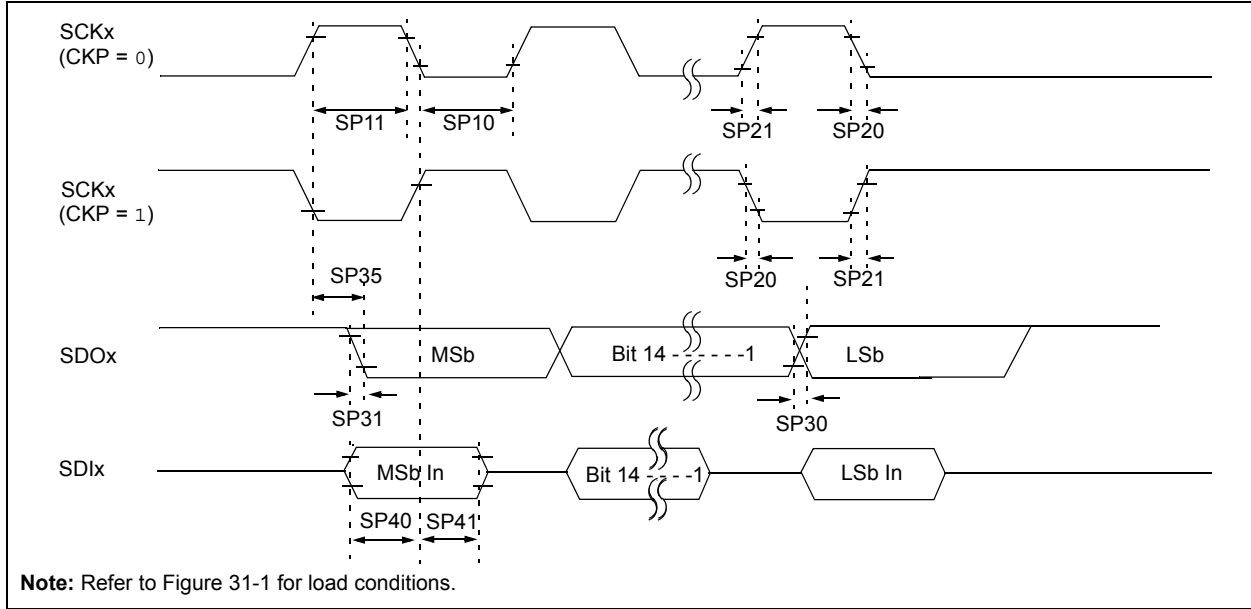 SCKx
(CKP = 0)
SP11
SP10
SP21
SP20
SCKx
(CKP = 1)
SP35
SP20
SP21
SDOx
MSb
Bit 14 - - - - - -1
LSb
SP31
SP30
SDIx
MSb In
Bit 14 - - - -1
LSb In
SP40
SP41
Note: Refer to Figure 31-1 for load conditions.